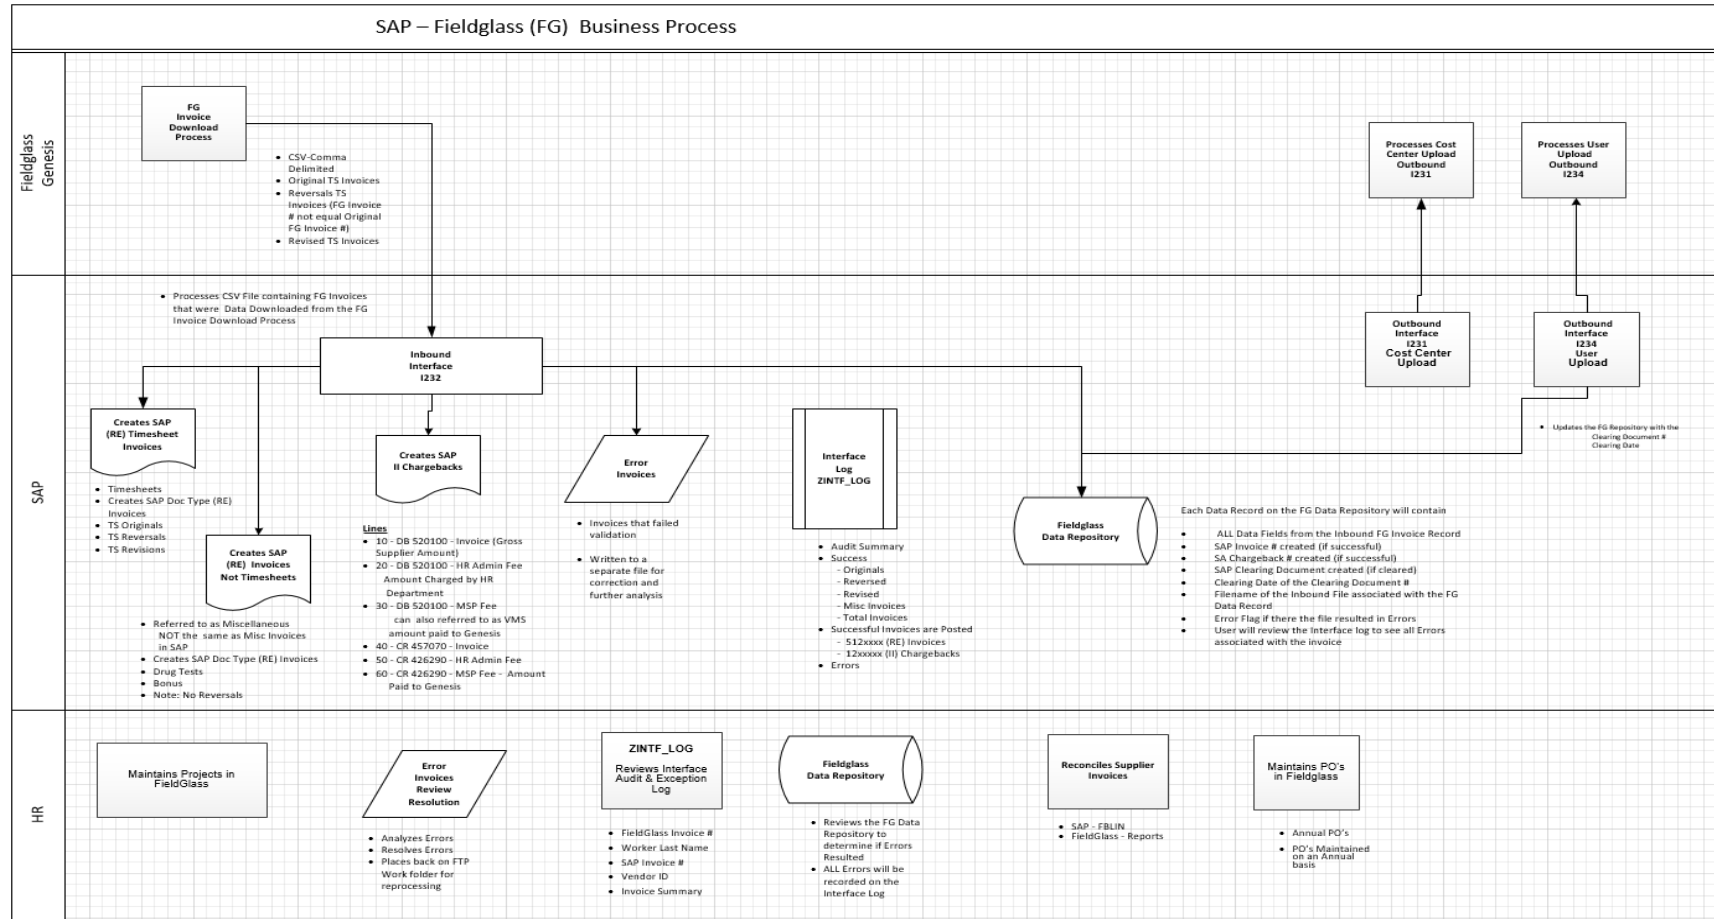 SAP – Fieldglass (FG)  Business Process
Fieldglass
Genesis
FG
Invoice
Download
Process
• CSV-Comma
Delimited
• Original TS Invoices
• Reversals TS
Invoices (FG Invoice
# not equal Original
FG Invoice #)
• Revised TS Invoices
Processes Cost
Center Upload
Outbound
I231
Processes User
Upload
Outbound
I234
SAP
• Processes CSV File containing FG Invoices
that were  Data Downloaded from the FG
Invoice Download Process
Inbound
Interface
I232
Outbound
Interface
I231
Cost Center
Upload
Outbound
Interface
I234
User
Upload
• Updates the FG Repository with the
Clearing Document #
Clearing Date
Creates SAP
(RE) Timesheet
Invoices
• Timesheets
• Creates SAP Doc Type (RE)
Invoices
• TS Originals
• TS Reversals
• TS Revisions
Creates SAP
(RE)  Invoices
Not Timesheets
• Referred to as Miscellaneous
NOT the  same as Misc Invoices
in SAP
• Creates SAP Doc Type (RE) Invoices
• Drug Tests
• Bonus
• Note: No Reversals
Creates SAP
II Chargebacks
Lines
• 10 - DB 520100 - Invoice (Gross
Supplier Amount)
• 20 - DB 520100 - HR Admin Fee
Amount Charged by HR
Department
• 30 - DB 520100 - MSP Fee
can  also referred to as VMS
amount paid to Genesis
• 40 - CR 457070 - Invoice
• 50 - CR 426290 - HR Admin Fee
• 60 - CR 426290 - MSP Fee -  Amount
Paid to Genesis
Error
Invoices
• Invoices that failed
validation
• Written to a
separate file for
correction and
further analysis
Interface
Log
ZINTF_LOG
• Audit Summary
• Success
- Originals
- Reversed
- Revised
- Misc Invoices
- Total Invoices
• Successful Invoices are Posted
- 512xxxx (RE) Invoices
- 12xxxxx (II) Chargebacks
• Errors
Fieldglass
Data Repository
Each Data Record on the FG Data Repository will contain
• ALL Data Fields from the Inbound FG Invoice Record
• SAP Invoice # created (if successful)
• SA Chargeback # created (if successful)
• SAP Clearing Document created (if cleared)
• Clearing Date of the Clearing Document #
• Filename of the Inbound File associated with the FG
Data Record
• Error Flag if there the file resulted in Errors
• User will review the Interface log to see all Errors
associated with the invoice
HR
Maintains Projects in
FieldGlass
Error
Invoices
Review
Resolution
• Analyzes Errors
• Resolves Errors
• Places back on FTP
Work folder for
reprocessing
ZINTF_LOG
Reviews Interface
Audit & Exception
Log
• FieldGlass Invoice #
• Worker Last Name
• SAP Invoice #
• Vendor ID
• Invoice Summary
Fieldglass
Data Repository
• Reviews the FG Data
Repository to
determine if Errors
Resulted
• ALL Errors will be
recorded on the
Interface Log
Reconciles Supplier
Invoices
• SAP - FBLIN
• FieldGlass - Reports
Maintains PO's
in Fieldglass
• Annual PO's
• PO's Maintained
on an Annual
basis